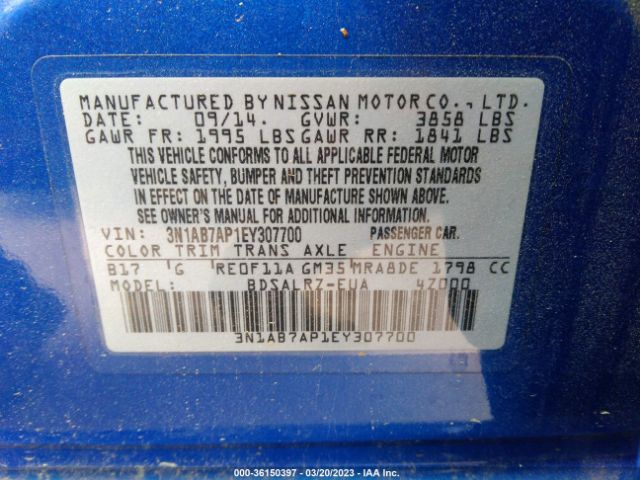 MANUFACTURED BY NISSAN MOTOR CO., LTD.
DATE: 09/14. GVWR: 3858 LBS
GAWR FR: 1995 LBS GAWR RR: 1841 LBS
THIS VEHICLE CONFORMS TO ALL APPLICABLE FEDERAL MOTOR
VEHICLE SAFETY, BUMPER AND THEFT PREVENTION STANDARDS
IN EFFECT ON THE DATE OF MANUFACTURE SHOWN ABOVE.
SEE OWNER'S MANUAL FOR ADDITIONAL INFORMATION.
VIN: 3N1AB7AP1EY307700 PASSENGER CAR.
COLOR TRIM TRANS AXLE ENGINE
B17 G RE0F11A GM35 MRA8DE 1798 CC
MODEL: BDSALRZ-EUA 4Z000
3N1AB7AP1EY307700
000-36150397 - 03/20/2023 - IAA Inc.